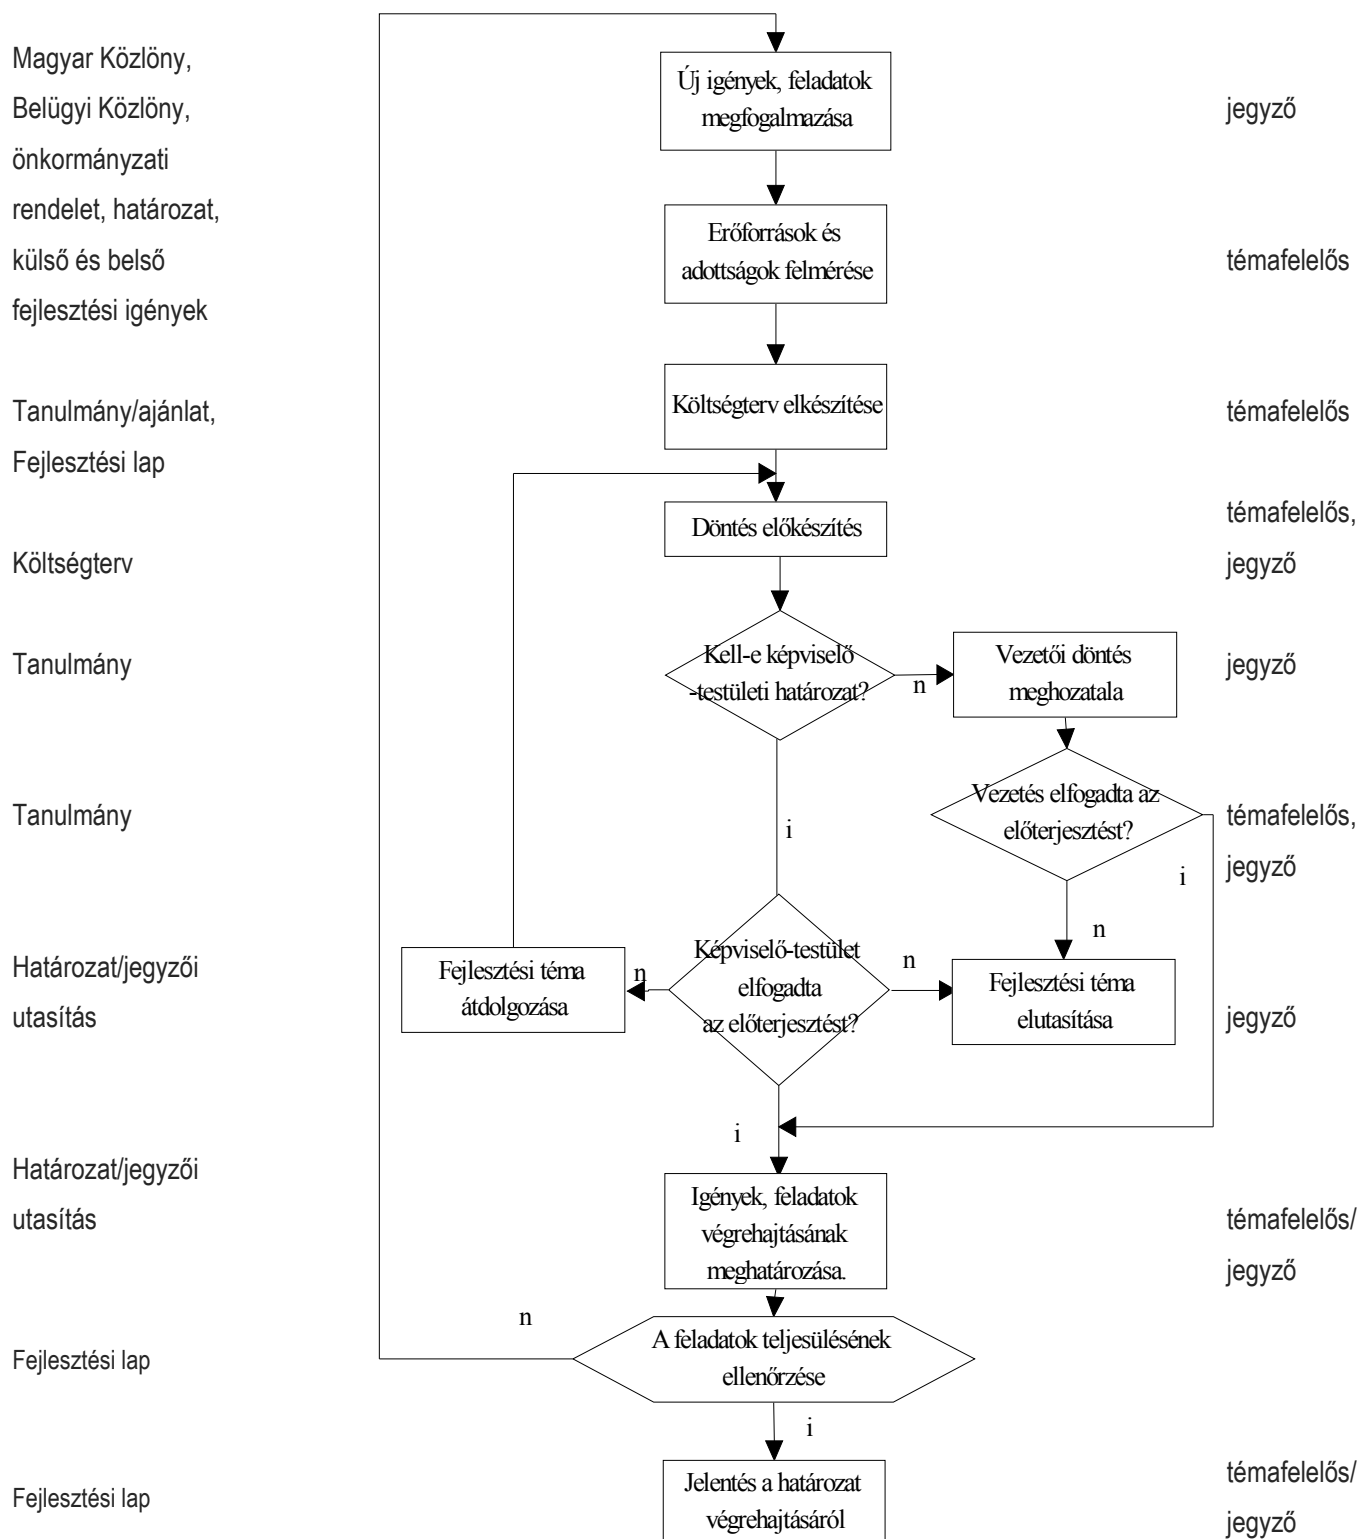 Magyar Közlöny,
Belügyi Közlöny,
önkormányzati
rendelet, határozat,
külső és belső
fejlesztési igények
Új igények, feladatok
megfogalmazása
jegyző
Erőforrások és
adottságok felmérése
témafelelős
Tanulmány/ajánlat,
Fejlesztési lap
Költségterv elkészítése
témafelelős
Költségterv
Döntés előkészítés
témafelelős,
jegyző
Tanulmány
Kell-e képviselő
-testületi határozat?
n
Vezetői döntés
meghozatala
jegyző
Tanulmány
i
Vezetés elfogadta az
előterjesztést?
i
n
témafelelős,
jegyző
Határozat/jegyzői
utasítás
Fejlesztési téma
átdolgozása
n
Képviselő-testület
elfogadta
az előterjesztést?
n
Fejlesztési téma
elutasítása
jegyző
i
Határozat/jegyzői
utasítás
Igények, feladatok
végrehajtásának
meghatározása.
témafelelős/
jegyző
n
Fejlesztési lap
A feladatok teljesülésének
ellenőrzése
i
Fejlesztési lap
Jelentés a határozat
végrehajtásáról
témafelelős/
jegyző